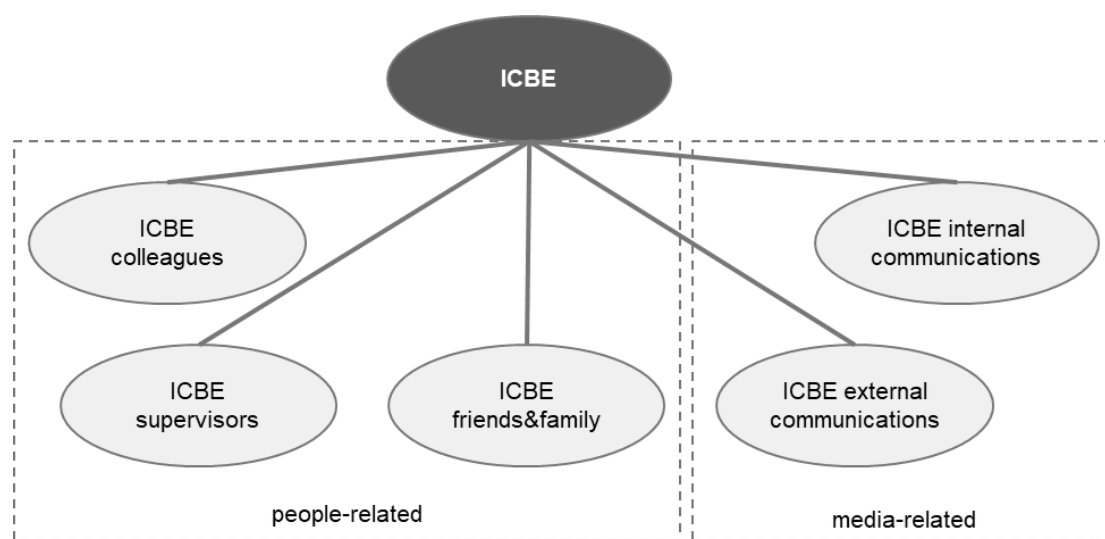 ICBE
ICBE
colleagues
ICBE internal
communications
ICBE
supervisors
ICBE
friends&family
ICBE external
communications
people-related
media-related